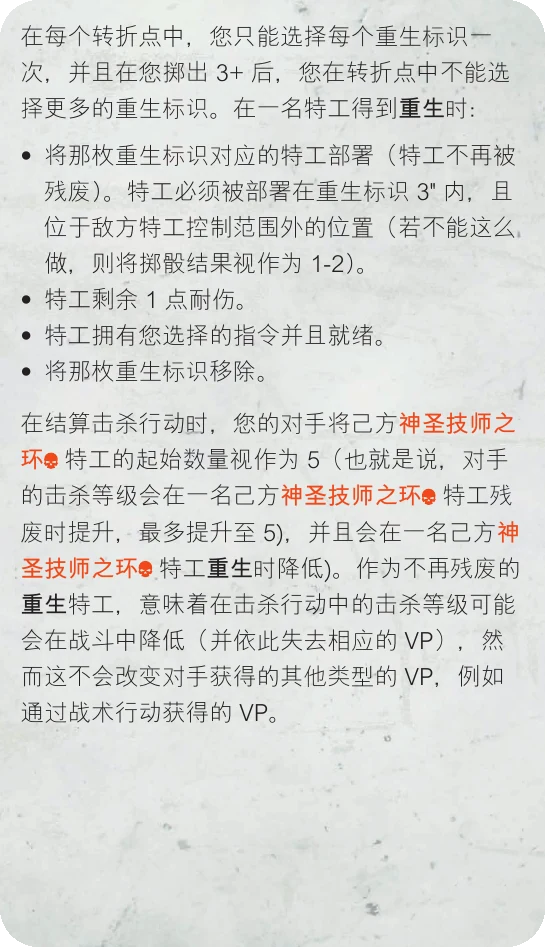 在每个转折点中，您只能选择每个重生标识一
次，并且在您掷出 3+ 后，您在转折点中不能选
择更多的重生标识。在一名特工得到重生时：
• 将那枚重生标识对应的特工部署（特工不再被
残废）。特工必须被部署在重生标识 3" 内，且
位于敌方特工控制范围外的位置（若不能这么
做，则将掷骰结果视作为 1-2）。
• 特工剩余 1 点耐伤。
• 特工拥有您选择的指令并且就绪。
• 将那枚重生标识移除。
在结算击杀行动时，您的对手将己方神圣技师之
环 特工的起始数量视作为 5（也就是说，对手
的击杀等级会在一名己方神圣技师之环 特工残
废时提升，最多提升至 5)，并且会在一名己方神
圣技师之环 特工重生时降低)。作为不再残废的
重生特工，意味着在击杀行动中的击杀等级可能
会在战斗中降低（并依此失去相应的 VP），然
而这不会改变对手获得的其他类型的 VP，例如
通过战术行动获得的 VP。